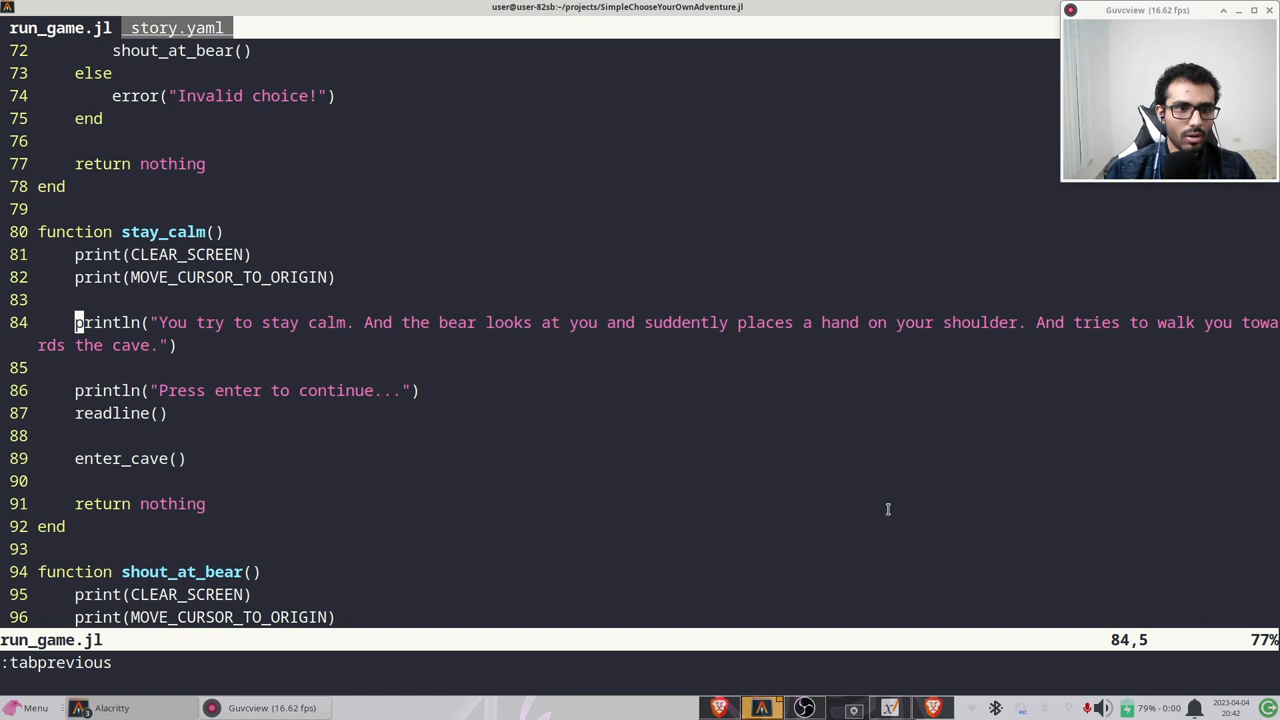 user@user-82sb:~/projects/SimpleChooseYourOwnAdventure.jl
run_game.jl story.yaml
Guvcview (16.62 fps)
72 shout_at_bear()
73 else
74 error("Invalid choice!")
75 end
76
77 return nothing
78 end
79
80 function stay_calm()
81 print(CLEAR_SCREEN)
82 print(MOVE_CURSOR_TO_ORIGIN)
83
84 println("You try to stay calm. And the bear looks at you and suddently places a hand on your shoulder. And tries to walk you towa
rds the cave.")
85
86 println("Press enter to continue...")
87 readline()
88
89 enter_cave()
90
91 return nothing
92 end
93
94 function shout_at_bear()
95 print(CLEAR_SCREEN)
96 print(MOVE_CURSOR_TO_ORIGIN)
run_game.jl 84,5 77%
:tabprevious
Menu Alacritty Guvcview (16.62 fps) 79% - 0:00 2023-04-04
20:42